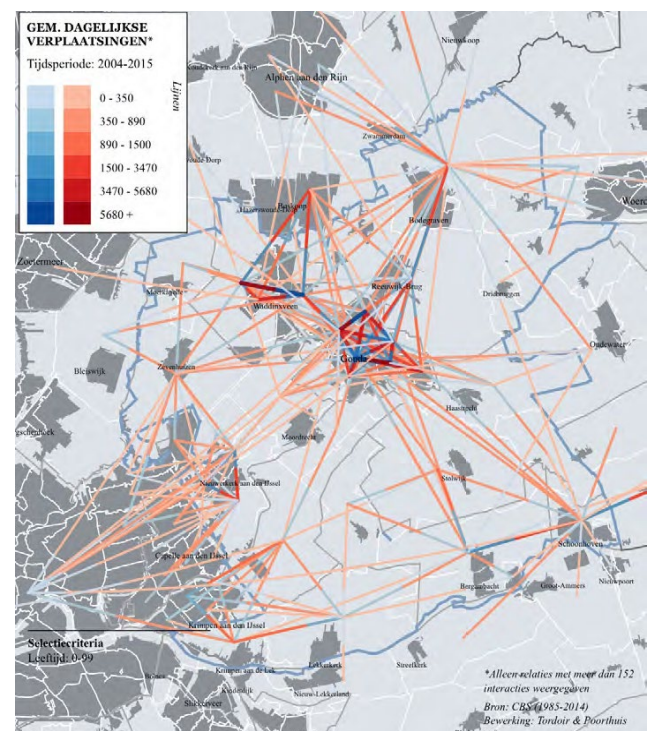 GEM. DAGELIJKSE
VERPLAATSINGEN*
Tijdsperiode: 2004-2015
Lijnen
0 - 350
350 - 890
890 - 1500
1500 - 3470
3470 - 5680
5680 +
Nieuwkoop
Alphen aan den Rijn
Zwammerdam
Woerd
Bodegraven
Zoetermeer
Moerkapelle
Reeuwijk-Brug
Driebruggen
Waddinxveen
Oudewater
Gouda
Bleiswijk
Zevenhuizen
Haastrecht
Moordrecht
Stolwijk
Nieuwerkerk aan den IJssel
Schoonhoven
Capelle aan den IJssel
Nieuwpoort
Bergambacht
Groot-Ammers
Krimpen aan den IJssel
Selectiecriteria
Leeftijd: 0-99
Lekkerkerk
Streefkerk
Krimpen aan de Lek
Kinderdijk
Nieuw-Lekkerland
Slikkerveer
*Alleen relaties met meer dan 152
interacties weergegeven
Bron: CBS (1985-2014)
Bewerking: Tordoir & Poorthuis